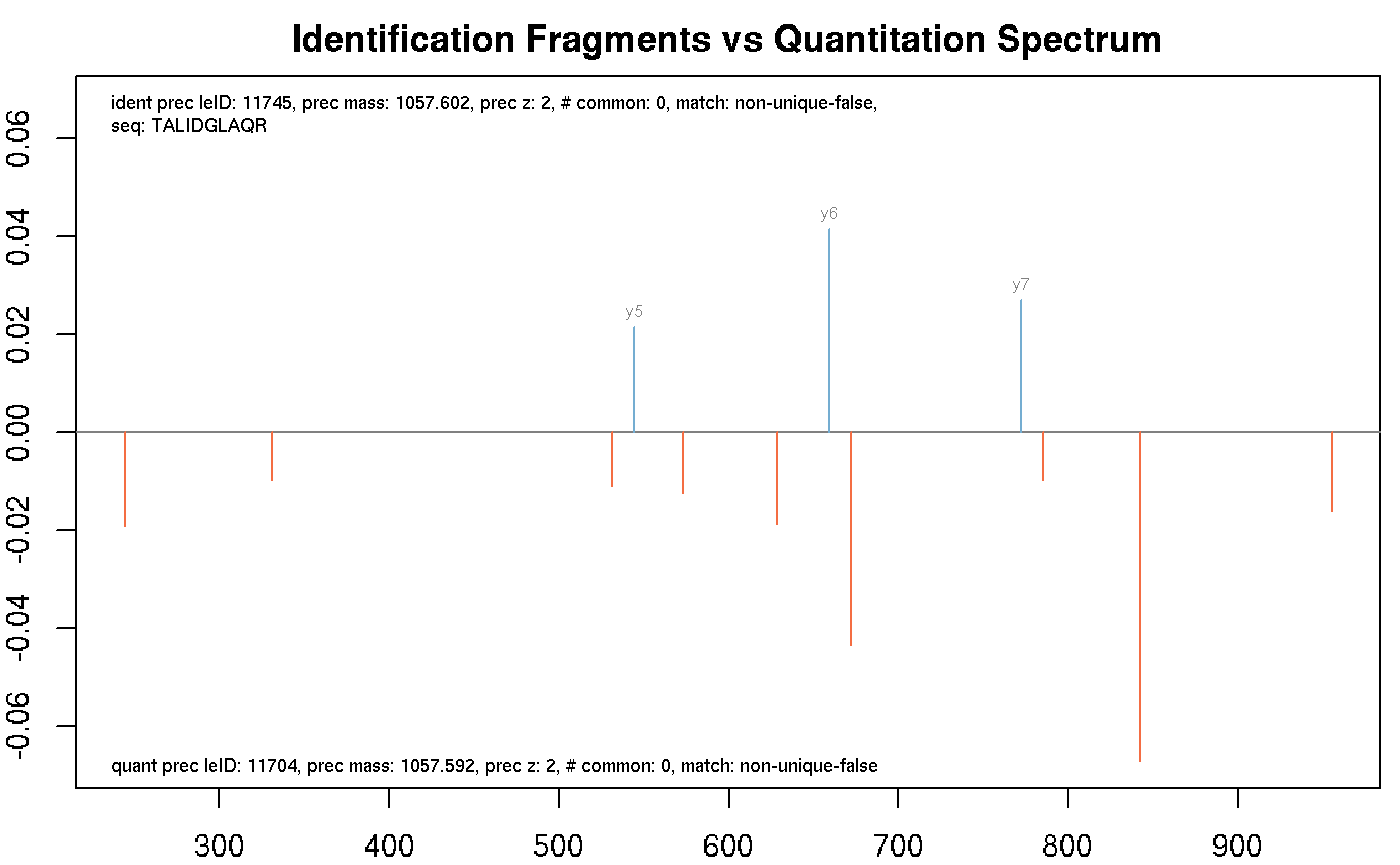 Identification Fragments vs Quantitation Spectrum
ident prec leID: 11745, prec mass: 1057.602, prec z: 2, # common: 0, match: non-unique-false,
seq: TALIDGLAQR
0.06
0.04
0.02
0.00
-0.02
-0.04
-0.06
y5
y6
y7
quant prec leID: 11704, prec mass: 1057.592, prec z: 2, # common: 0, match: non-unique-false
300 400 500 600 700 800 900